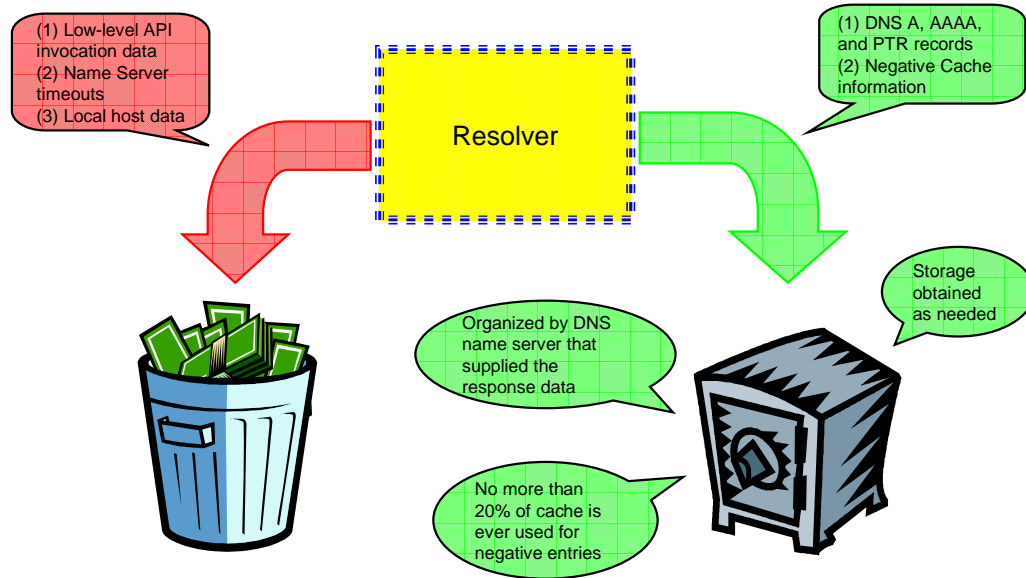 (1) Low-level API
invocation data
(2) Name Server
timeouts
(3) Local host data
Resolver
(1) DNS A, AAAA,
and PTR records
(2) Negative Cache
information
Storage
obtained
as needed
Organized by DNS
name server that
supplied the
response data
No more than
20% of cache is
ever used for
negative entries